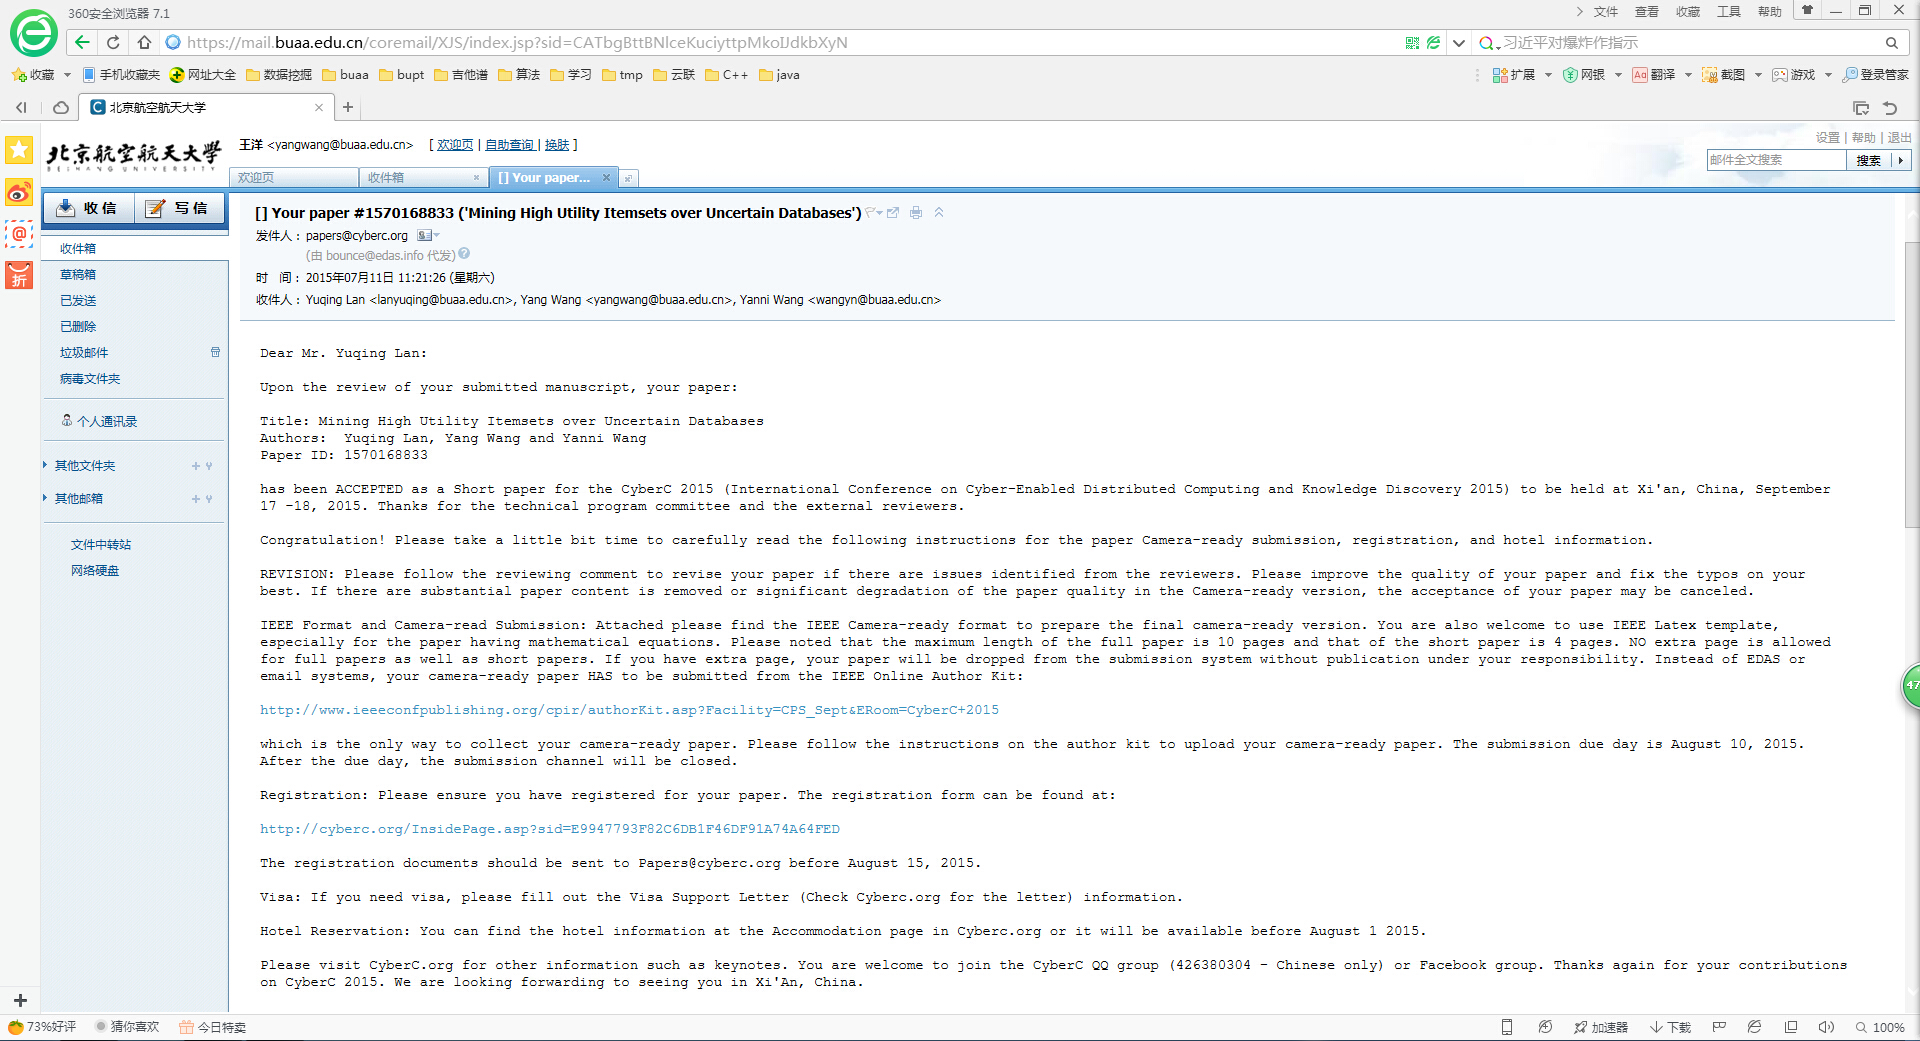 360安全浏览器 7.1
文件 查看 收藏 工具 帮助
https://mail.buaa.edu.cn/coremail/XJS/index.jsp?sid=CATbgBttBNlceKuciyttpMkoIJdkbXyN
习近平对爆炸作指示
收藏 手机收藏夹 网址大全 数据挖掘 buaa bupt 吉他谱 算法 学习 tmp 云联 C++ java
扩展 网银 翻译 截图 游戏 登录管家
北京航空航天大学
北京航空航天大学
BEIHANG UNIVERSITY
王洋 <yangwang@buaa.edu.cn> [ 欢迎页 | 自助查询 | 换肤 ]
设置 | 帮助 | 退出
邮件全文搜索 搜索
欢迎页 收件箱 [] Your paper...
收信 写信
收件箱
草稿箱
已发送
已删除
垃圾邮件
病毒文件夹
个人通讯录
其他文件夹
其他邮箱
文件中转站
网络硬盘
折
[] Your paper #1570168833 ('Mining High Utility Itemsets over Uncertain Databases')
发件人： papers@cyberc.org
(由 bounce@edas.info 代发)
时 间： 2015年07月11日 11:21:26 (星期六)
收件人： Yuqing Lan <lanyuqing@buaa.edu.cn>, Yang Wang <yangwang@buaa.edu.cn>, Yanni Wang <wangyn@buaa.edu.cn>
Dear Mr. Yuqing Lan:
Upon the review of your submitted manuscript, your paper:
Title: Mining High Utility Itemsets over Uncertain Databases
Authors:  Yuqing Lan, Yang Wang and Yanni Wang
Paper ID: 1570168833
has been ACCEPTED as a Short paper for the CyberC 2015 (International Conference on Cyber-Enabled Distributed Computing and Knowledge Discovery 2015) to be held at Xi'an, China, September
17 -18, 2015. Thanks for the technical program committee and the external reviewers.
Congratulation! Please take a little bit time to carefully read the following instructions for the paper Camera-ready submission, registration, and hotel information.
REVISION: Please follow the reviewing comment to revise your paper if there are issues identified from the reviewers. Please improve the quality of your paper and fix the typos on your
best. If there are substantial paper content is removed or significant degradation of the paper quality in the Camera-ready version, the acceptance of your paper may be canceled.
IEEE Format and Camera-read Submission: Attached please find the IEEE Camera-ready format to prepare the final camera-ready version. You are also welcome to use IEEE Latex template,
especially for the paper having mathematical equations. Please noted that the maximum length of the full paper is 10 pages and that of the short paper is 4 pages. NO extra page is allowed
for full papers as well as short papers. If you have extra page, your paper will be dropped from the submission system without publication under your responsibility. Instead of EDAS or
email systems, your camera-ready paper HAS to be submitted from the IEEE Online Author Kit:
http://www.ieeeconfpublishing.org/cpir/authorKit.asp?Facility=CPS_Sept&ERoom=CyberC+2015
which is the only way to collect your camera-ready paper. Please follow the instructions on the author kit to upload your camera-ready paper. The submission due day is August 10, 2015.
After the due day, the submission channel will be closed.
Registration: Please ensure you have registered for your paper. The registration form can be found at:
http://cyberc.org/InsidePage.asp?sid=E9947793F82C6DB1F46DF91A74A64FED
The registration documents should be sent to Papers@cyberc.org before August 15, 2015.
Visa: If you need visa, please fill out the Visa Support Letter (Check Cyberc.org for the letter) information.
Hotel Reservation: You can find the hotel information at the Accommodation page in Cyberc.org or it will be available before August 1 2015.
Please visit CyberC.org for other information such as keynotes. You are welcome to join the CyberC QQ group (426380304 - Chinese only) or Facebook group. Thanks again for your contributions
on CyberC 2015. We are looking forwarding to seeing you in Xi'An, China.
47
73%好评 猜你喜欢 今日特卖
加速器 下载 100%